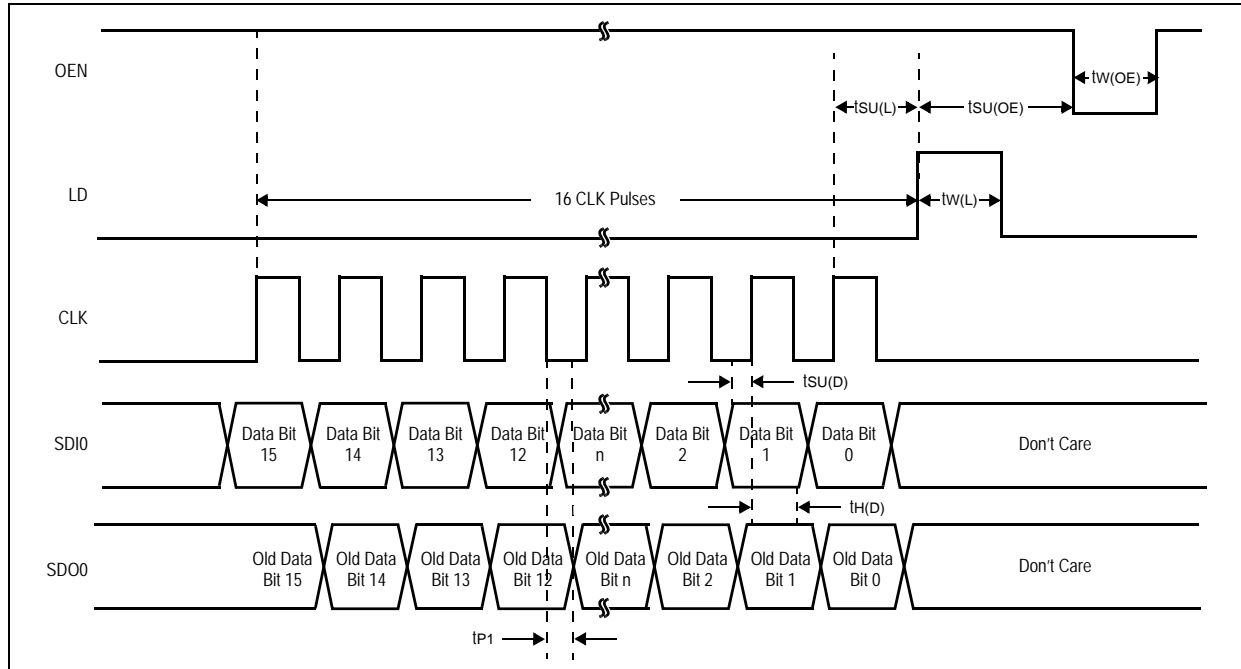 OEN
tW(OE)
tSU(L)
tSU(OE)
LD
16 CLK Pulses
tW(L)
CLK
tSU(D)
SDI0
Data Bit
15
Data Bit
14
Data Bit
13
Data Bit
12
Data Bit
n
Data Bit
2
Data Bit
1
Data Bit
0
Don't Care
tH(D)
SDO0
Old Data
Bit 15
Old Data
Bit 14
Old Data
Bit 13
Old Data
Bit 12
Old Data
Bit n
Old Data
Bit 2
Old Data
Bit 1
Old Data
Bit 0
Don't Care
tP1